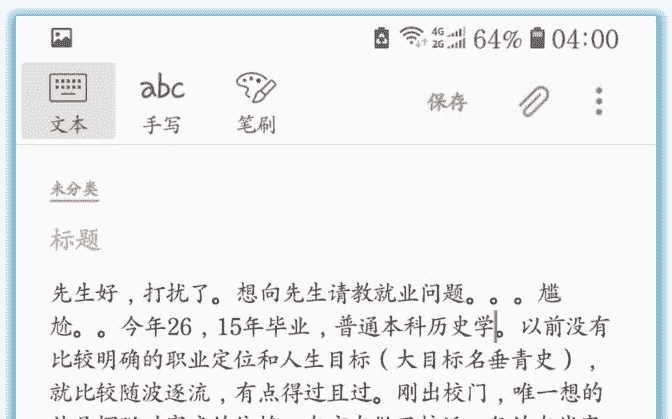 4G
2G 64% 04:00
文本 手写 笔刷 保存
未分类
标题
先生好，打扰了。想向先生请教就业问题。。。尴
尬。。今年26，15年毕业，普通本科历史学。以前没有
比较明确的职业定位和人生目标（大目标名垂青史），
就比较随波逐流，有点得过且过。刚出校门，唯一想的